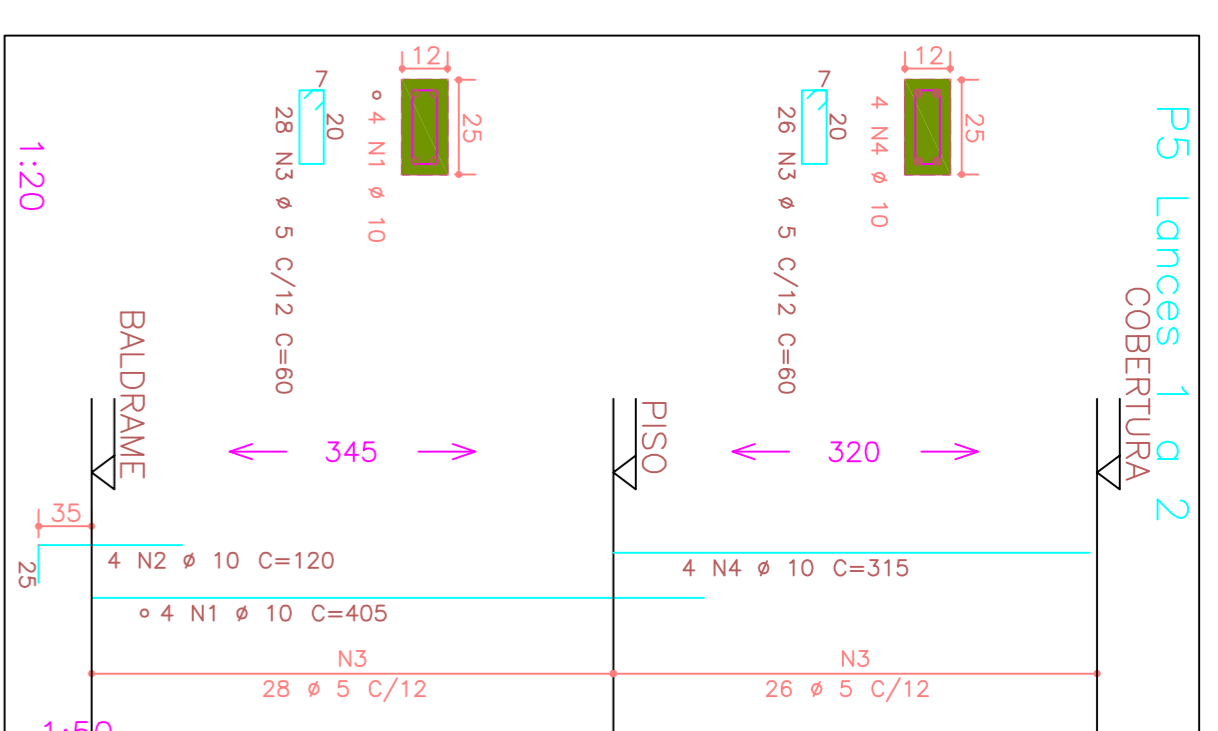 P5 Lances 1 a 2
COBERTURA
12
25
4 N4 ø 10
7
20
26 N3 ø 5 C/12 C=60
320
PISO
12
25
4 N1 ø 10
7
20
28 N3 ø 5 C/12 C=60
345
BALDRAME
1:20
35
25
4 N2 ø 10 C=120
4 N4 ø 10 C=315
4 N1 ø 10 C=405
N3
28 ø 5 C/12
N3
26 ø 5 C/12
1:50